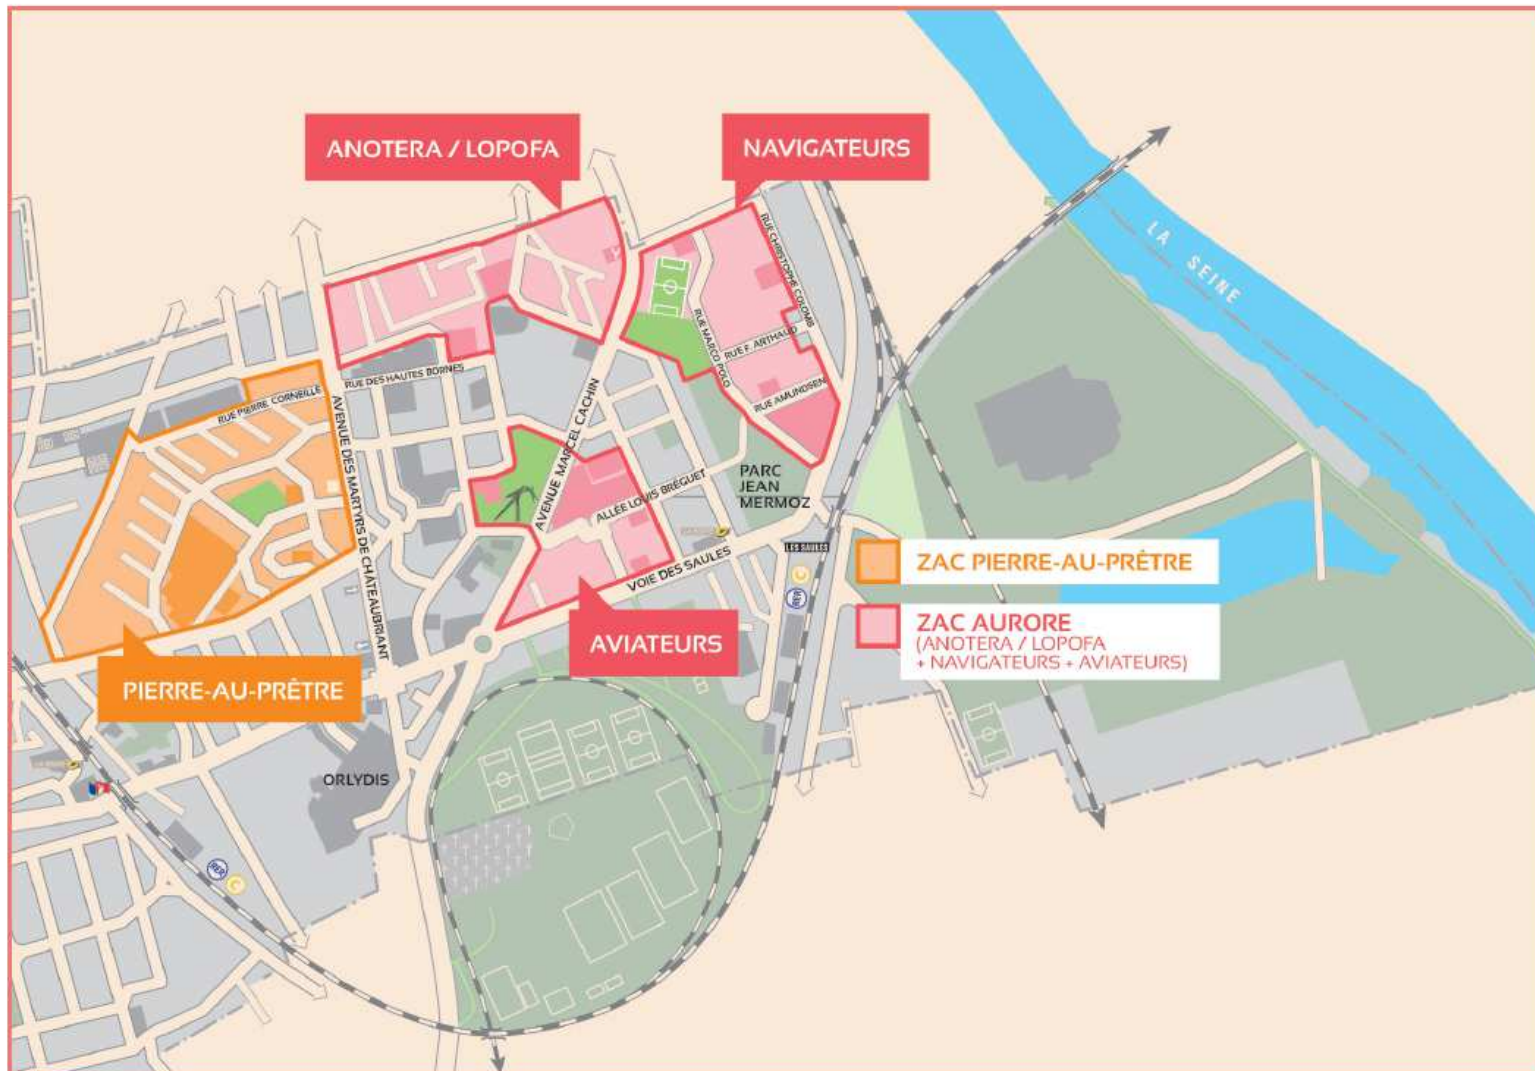 ANOTERA / LOPOFA
NAVIGATEURS
LA SEINE
RUE CHRISTOPHE COLOMB
RUE MARCO POLO
RUE F. ARTHAUD
RUE AMUNDSEN
RUE DES HAUTES BORNES
RUE PIERRE CORNEILLE
AVENUE DES MARTYRS DE CHÂTEAUBRIANT
AVENUE MARCEL CACHIN
ALLÉE LOUIS BRÉGUET
PARC
JEAN
MERMOZ
VOIE DES SAULES
LES SAULES
C
RER
ZAC PIERRE-AU-PRÊTRE
ZAC AURORE
(ANOTERA / LOPOFA
+ NAVIGATEURS + AVIATEURS)
AVIATEURS
PIERRE-AU-PRÊTRE
ORLYDIS
RER
C